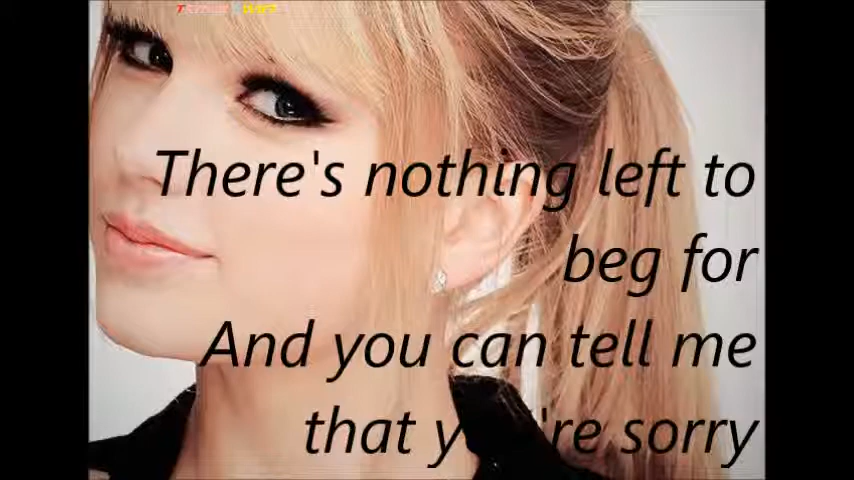 There's nothing left to
beg for
And you can tell me
that you're sorry